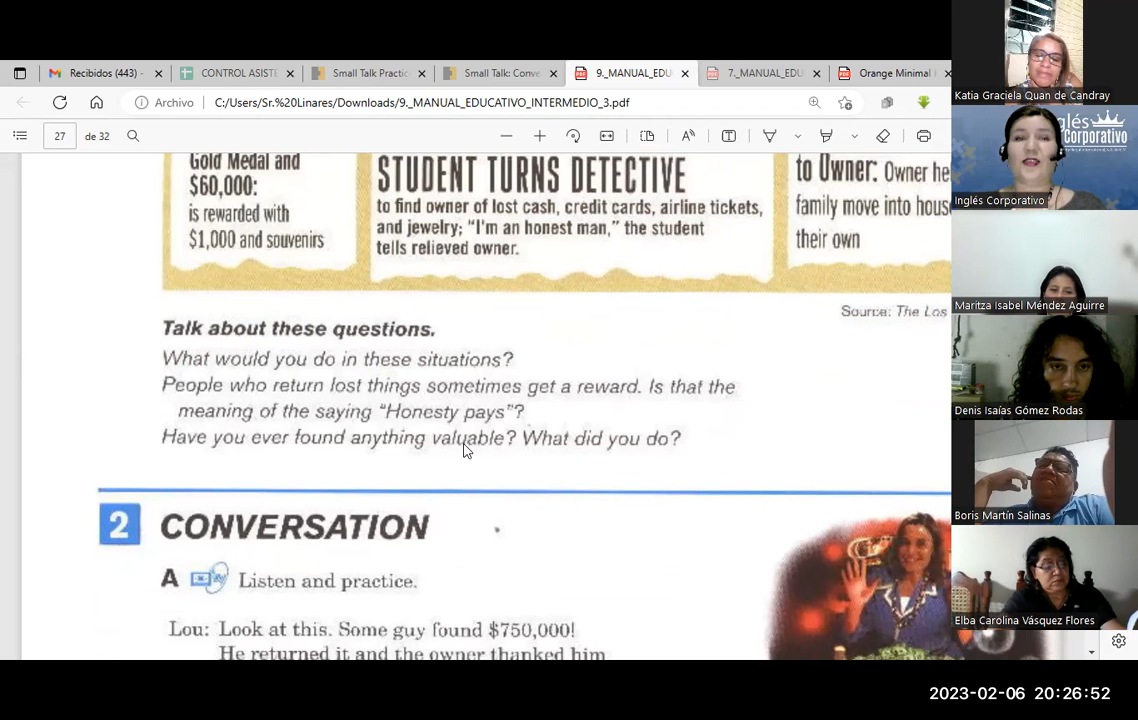 Recibidos (443) -
CONTROL ASIST
Small Talk Practic
Small Talk: Conve
9._MANUAL_EDU
7._MANUAL_EDU
Orange Minimal
Archivo
C:/Users/Sr.%20Linares/Downloads/9._MANUAL_EDUCATIVO_INTERMEDIO_3.pdf
27 de 32
Gold Medal and
$60,000:
is rewarded with
$1,000 and souvenirs
STUDENT TURNS DETECTIVE
to find owner of lost cash, credit cards, airline tickets,
and jewelry; "I'm an honest man," the student
tells relieved owner.
to Owner: Owner he
family move into hous
their own
Source: The Los
Talk about these questions.
What would you do in these situations?
People who return lost things sometimes get a reward. Is that the
meaning of the saying "Honesty pays"?
Have you ever found anything valuable? What did you do?
2 CONVERSATION
A Listen and practice.
Lou: Look at this. Some guy found $750,000!
He returned it and the owner thanked him
Katia Graciela Quan de Candray
glés
Corporativo
Inglés Corporativo
Maritza Isabel Méndez Aguirre
Denis Isaías Gómez Rodas
Boris Martín Salinas
Elba Carolina Vásquez Flores
2023-02-06 20:26:52